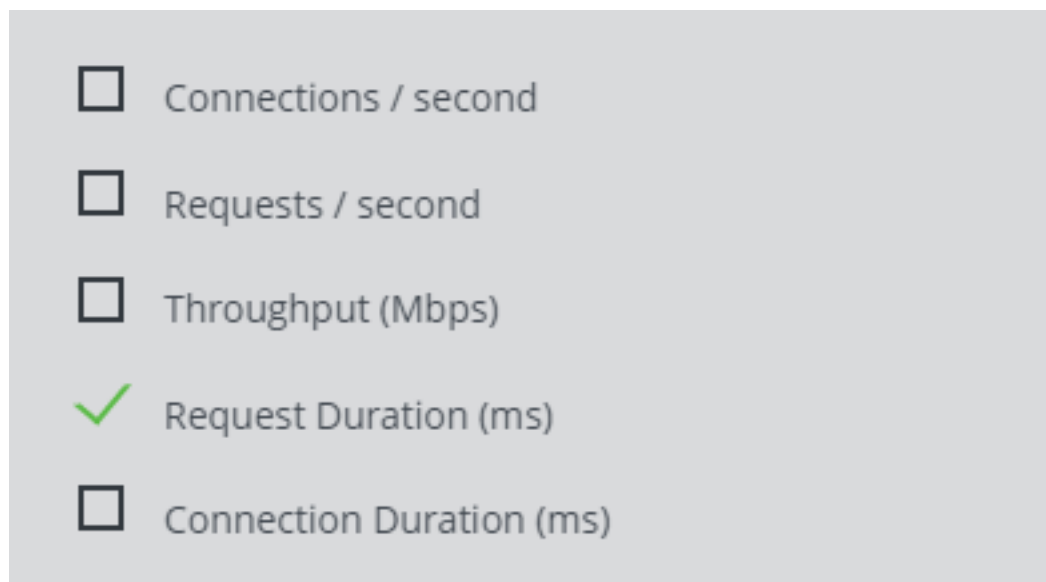 Connections / second
Requests / second
Throughput (Mbps)
Request Duration (ms)
Connection Duration (ms)